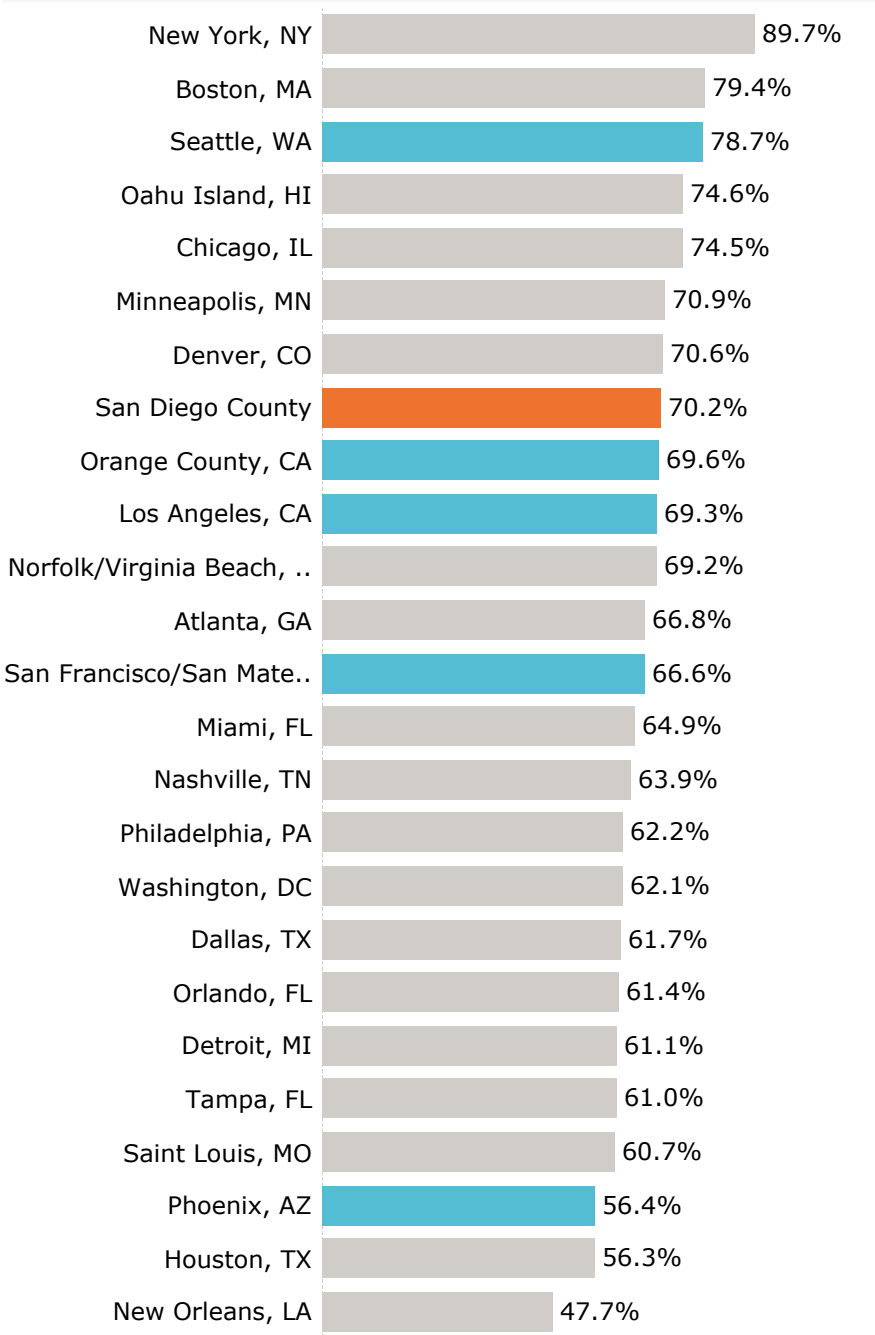 New York, NY 89.7%
Boston, MA 79.4%
Seattle, WA 78.7%
Oahu Island, HI 74.6%
Chicago, IL 74.5%
Minneapolis, MN 70.9%
Denver, CO 70.6%
San Diego County 70.2%
Orange County, CA 69.6%
Los Angeles, CA 69.3%
Norfolk/Virginia Beach, .. 69.2%
Atlanta, GA 66.8%
San Francisco/San Mate.. 66.6%
Miami, FL 64.9%
Nashville, TN 63.9%
Philadelphia, PA 62.2%
Washington, DC 62.1%
Dallas, TX 61.7%
Orlando, FL 61.4%
Detroit, MI 61.1%
Tampa, FL 61.0%
Saint Louis, MO 60.7%
Phoenix, AZ 56.4%
Houston, TX 56.3%
New Orleans, LA 47.7%